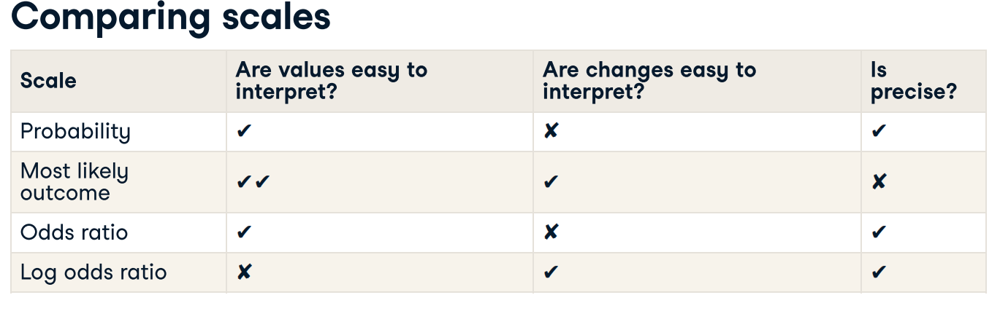 Comparing scales
Scale
Are values easy to
interpret?
Are changes easy to
interpret?
Is
precise?
Probability
✔
✘
✔
Most likely
outcome
✔✔
✔
✘
Odds ratio
✔
✘
✔
Log odds ratio
✘
✔
✔